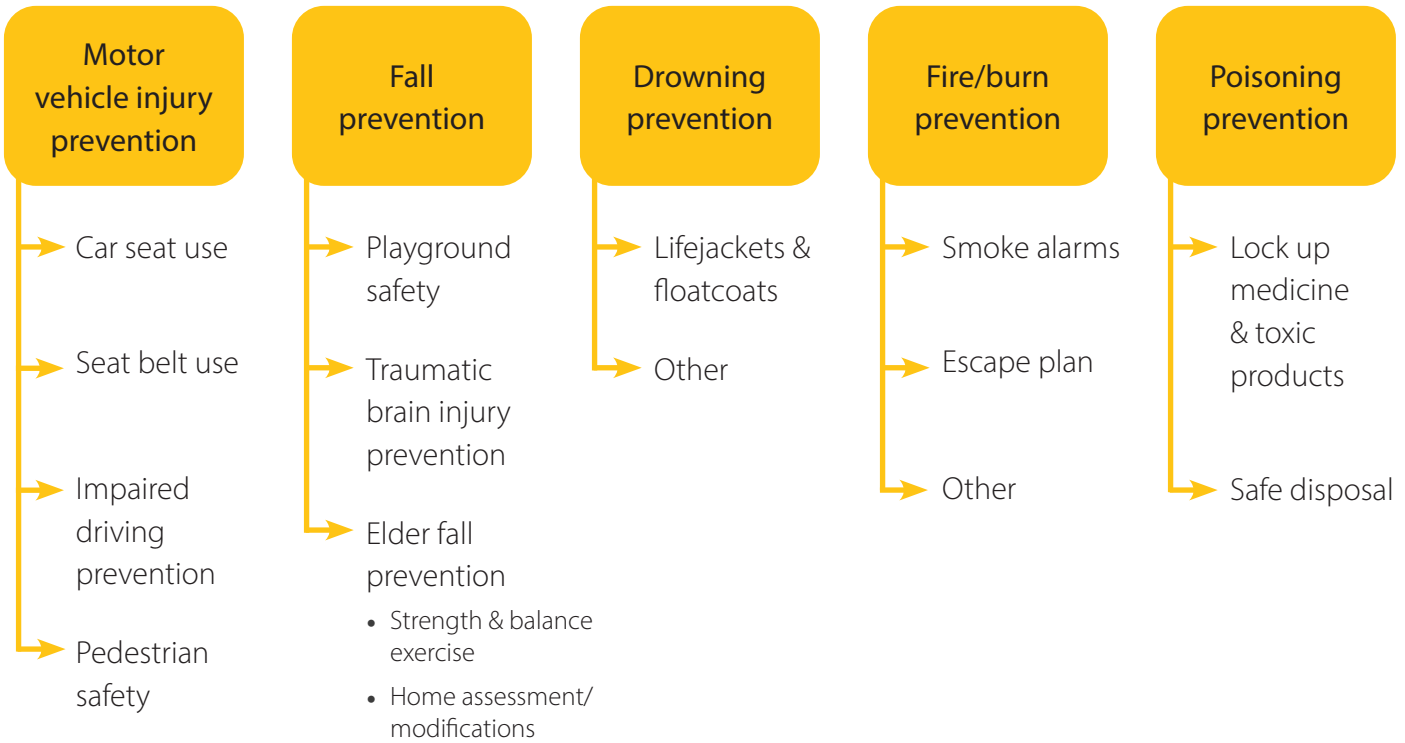 Motor
vehicle injury
prevention
Car seat use
Seat belt use
Impaired
driving
prevention
Pedestrian
safety
Fall
prevention
Playground
safety
Traumatic
brain injury
prevention
Elder fall
prevention
• Strength & balance
exercise
• Home assessment/
modifications
Drowning
prevention
Lifejackets &
floatcoats
Other
Fire/burn
prevention
Smoke alarms
Escape plan
Other
Poisoning
prevention
Lock up
medicine
& toxic
products
Safe disposal